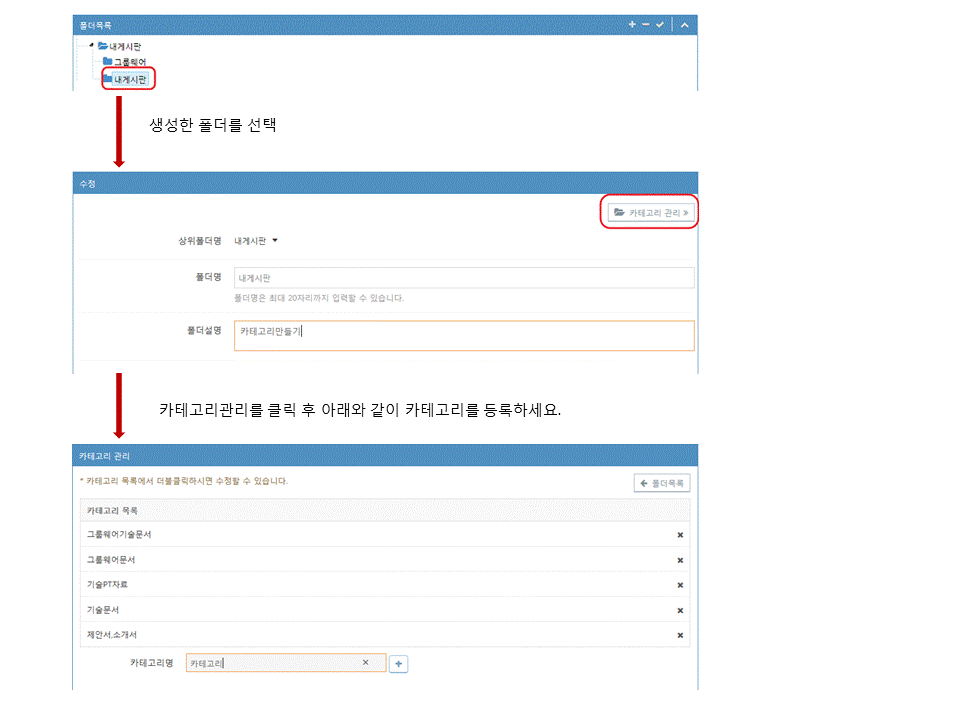 폴더목록
내게시판
그룹웨어
내게시판
생성한 폴더를 선택
수정
카테고리 관리 »
상위폴더명 내게시판
폴더명 내게시판
폴더명은 최대 20자리까지 입력할 수 있습니다.
폴더설명 카테고리만들기
카테고리관리를 클릭 후 아래와 같이 카테고리를 등록하세요.
카테고리 관리
* 카테고리 목록에서 더블클릭하시면 수정할 수 있습니다.
폴더목록
카테고리 목록
그룹웨어기술문서
그룹웨어문서
기술PT자료
기술문서
제안서,소개서
카테고리명 카테고리